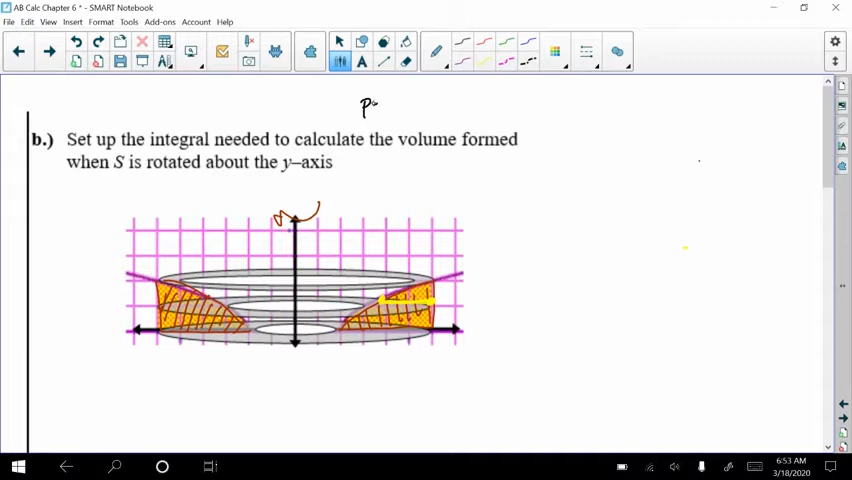 AB Calc Chapter 6 * - SMART Notebook
File Edit View Insert Format Tools Add-ons Account Help
b.) Set up the integral needed to calculate the volume formed
when S is rotated about the y–axis
6:53 AM
3/18/2020